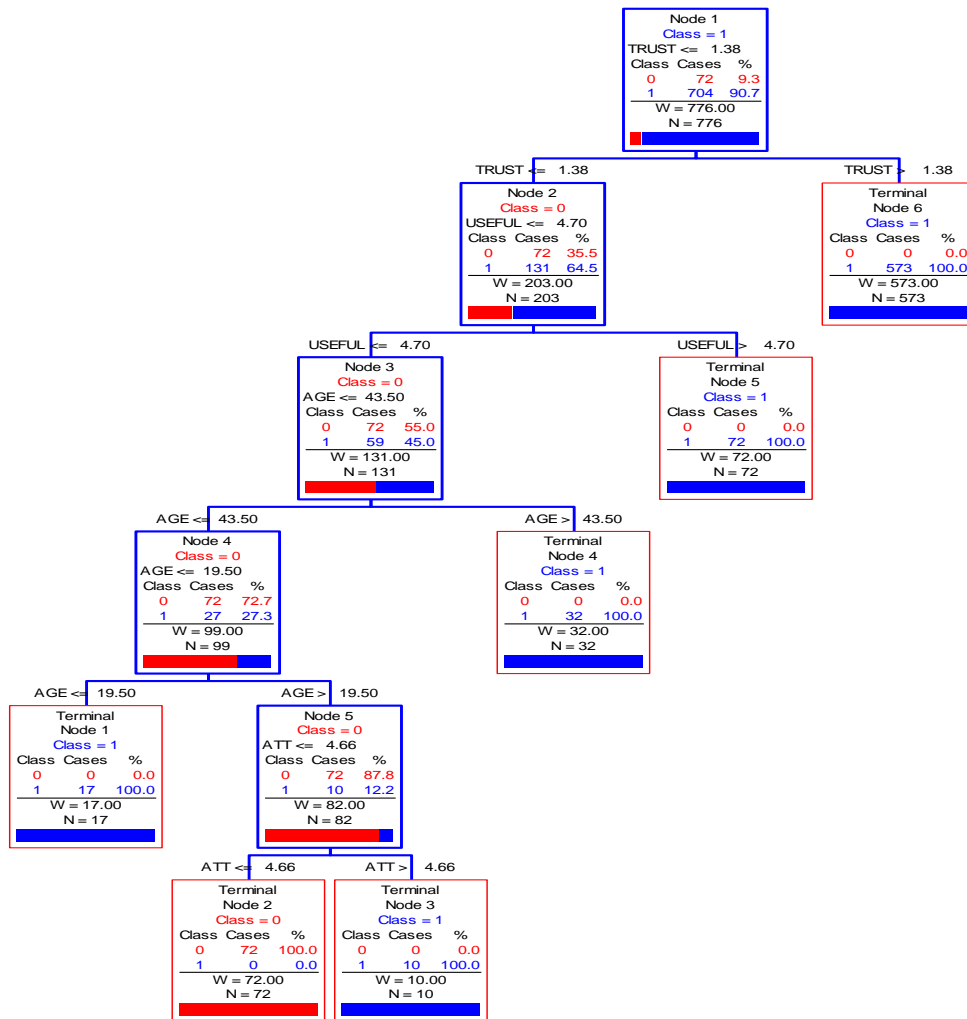 Node 1
Class = 1
TRUST <= 1.38
Class Cases %
0 72 9.3
1 704 90.7
W = 776.00
N = 776
TRUST <= 1.38
TRUST > 1.38
Node 2
Class = 0
USEFUL <= 4.70
Class Cases %
0 72 35.5
1 131 64.5
W = 203.00
N = 203
Terminal
Node 6
Class = 1
Class Cases %
0 0 0.0
1 573 100.0
W = 573.00
N = 573
USEFUL <= 4.70
USEFUL > 4.70
Node 3
Class = 0
AGE <= 43.50
Class Cases %
0 72 55.0
1 59 45.0
W = 131.00
N = 131
Terminal
Node 5
Class = 1
Class Cases %
0 0 0.0
1 72 100.0
W = 72.00
N = 72
AGE <= 43.50
AGE > 43.50
Node 4
Class = 0
AGE <= 19.50
Class Cases %
0 72 72.7
1 27 27.3
W = 99.00
N = 99
Terminal
Node 4
Class = 1
Class Cases %
0 0 0.0
1 32 100.0
W = 32.00
N = 32
AGE <= 19.50
AGE > 19.50
Terminal
Node 1
Class = 1
Class Cases %
0 0 0.0
1 17 100.0
W = 17.00
N = 17
Node 5
Class = 0
ATT <= 4.66
Class Cases %
0 72 87.8
1 10 12.2
W = 82.00
N = 82
ATT <= 4.66
ATT > 4.66
Terminal
Node 2
Class = 0
Class Cases %
0 72 100.0
1 0 0.0
W = 72.00
N = 72
Terminal
Node 3
Class = 1
Class Cases %
0 0 0.0
1 10 100.0
W = 10.00
N = 10